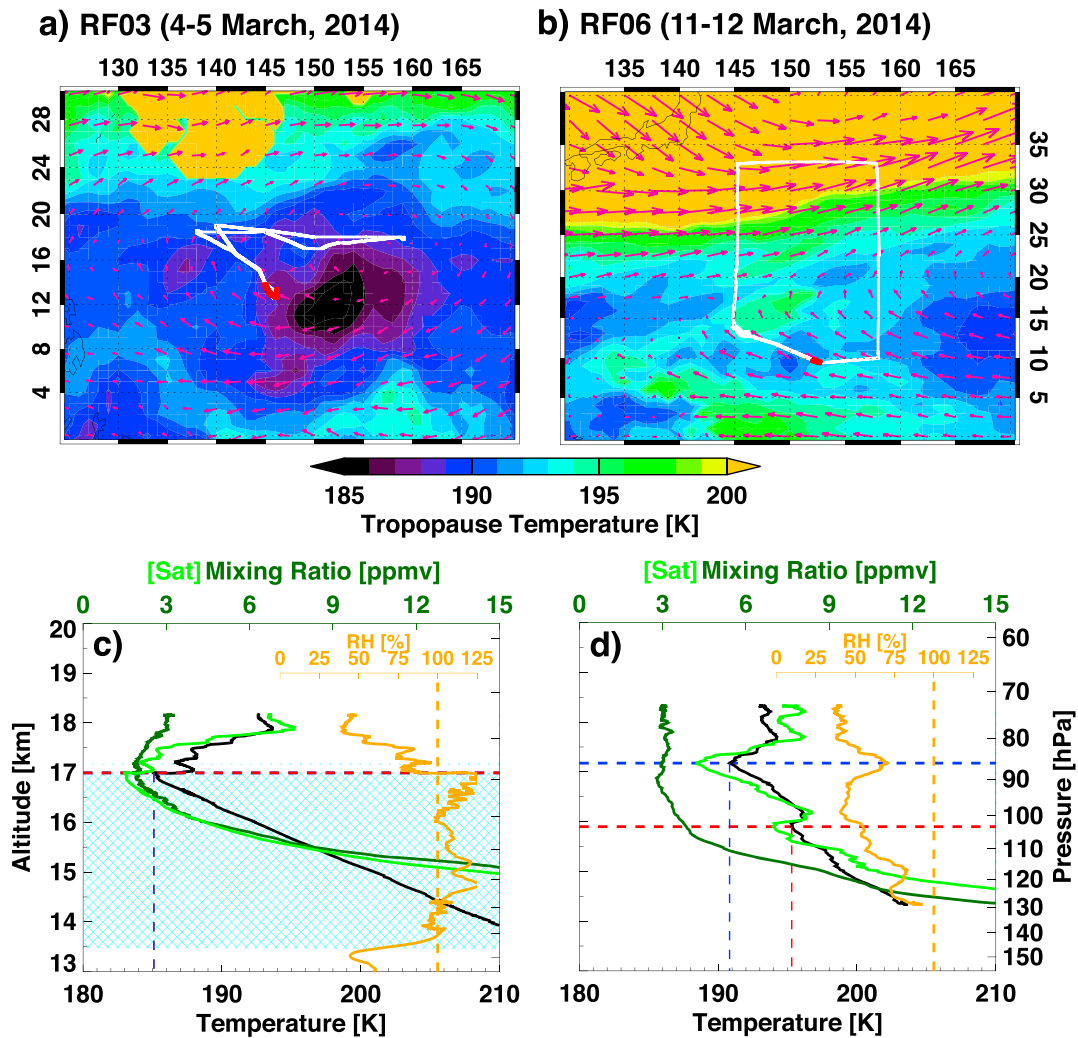 a) RF03 (4-5 March, 2014)
b) RF06 (11-12 March, 2014)
130 135 140 145 150 155 160 165
135 140 145 150 155 160 165
28
24
20
16
12
8
4
35
30
25
20
15
10
5
185 190 195 200
Tropopause Temperature [K]
[Sat] Mixing Ratio [ppmv]
0 3 6 9 12 15
c)
RH [%]
0 25 50 75 100 125
20
19
18
17
16
15
14
13
Altitude [km]
180 190 200 210
Temperature [K]
[Sat] Mixing Ratio [ppmv]
0 3 6 9 12 15
d)
RH [%]
0 25 50 75 100 125
60
70
80
90
100
110
120
130
140
150
Pressure [hPa]
180 190 200 210
Temperature [K]